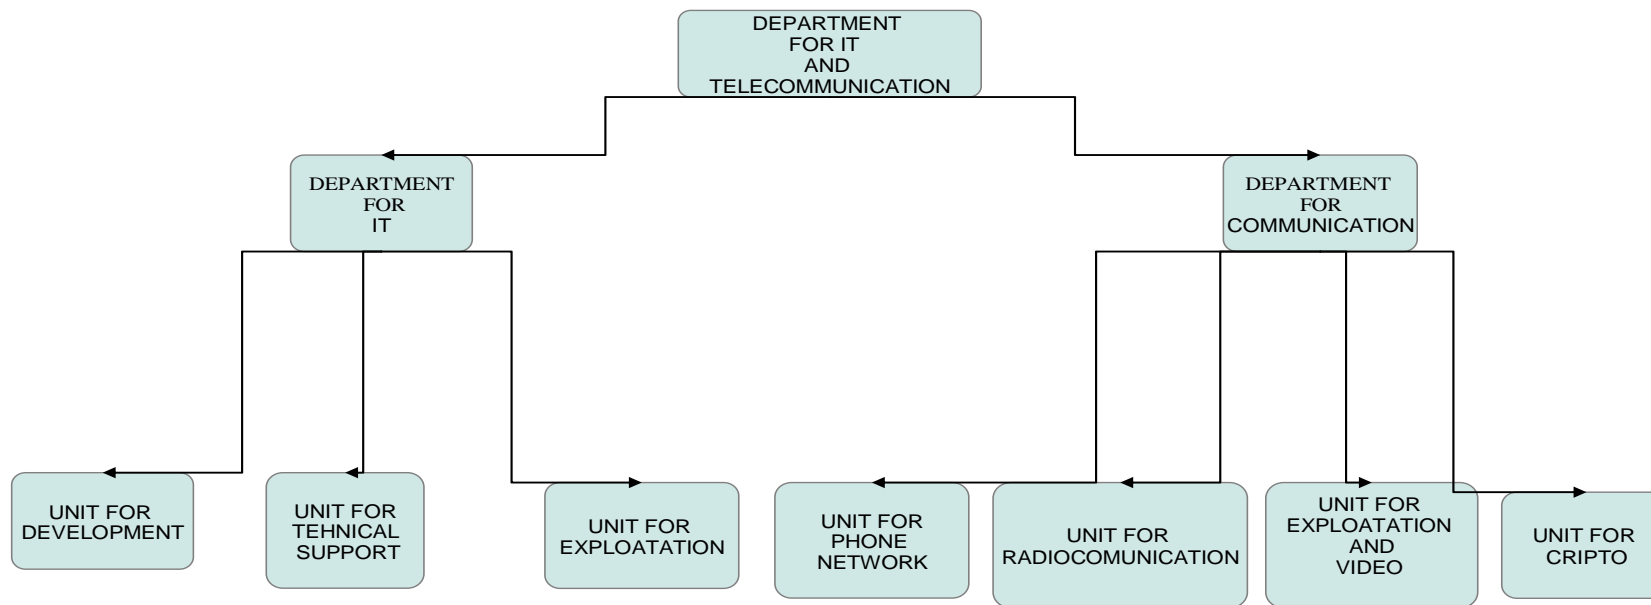 DEPARTMENT
FOR IT
AND
TELECOMMUNICATION
DEPARTMENT
FOR
IT
DEPARTMENT
FOR
COMMUNICATION
UNIT FOR
DEVELOPMENT
UNIT FOR
TEHNICAL
SUPPORT
UNIT FOR
EXPLOATATION
UNIT FOR
PHONE
NETWORK
UNIT FOR
RADIOCOMUNICATION
UNIT FOR
EXPLOATATION
AND
VIDEO
UNIT FOR
CRIPTO